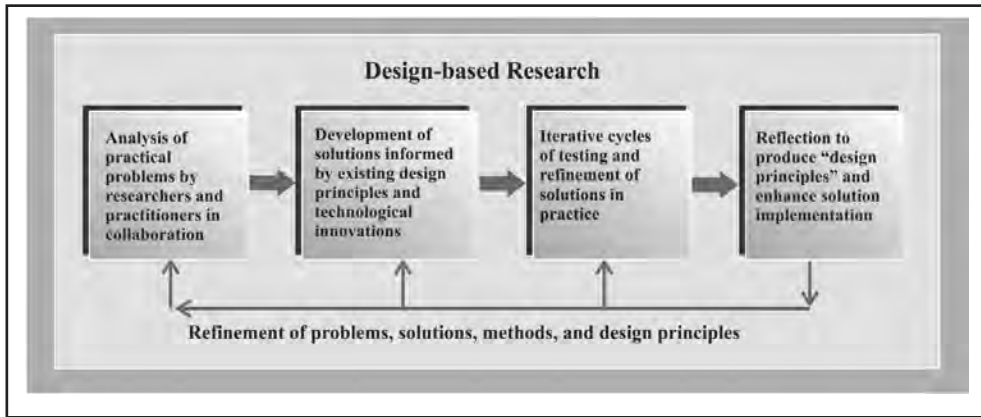 Design-based Research
Analysis of
practical
problems by
researchers and
practitioners in
collaboration
Development of
solutions informed
by existing design
principles and
technological
innovations
Iterative cycles
of testing and
refinement of
solutions in
practice
Reflection to
produce “design
principles” and
enhance solution
implementation
Refinement of problems, solutions, methods, and design principles